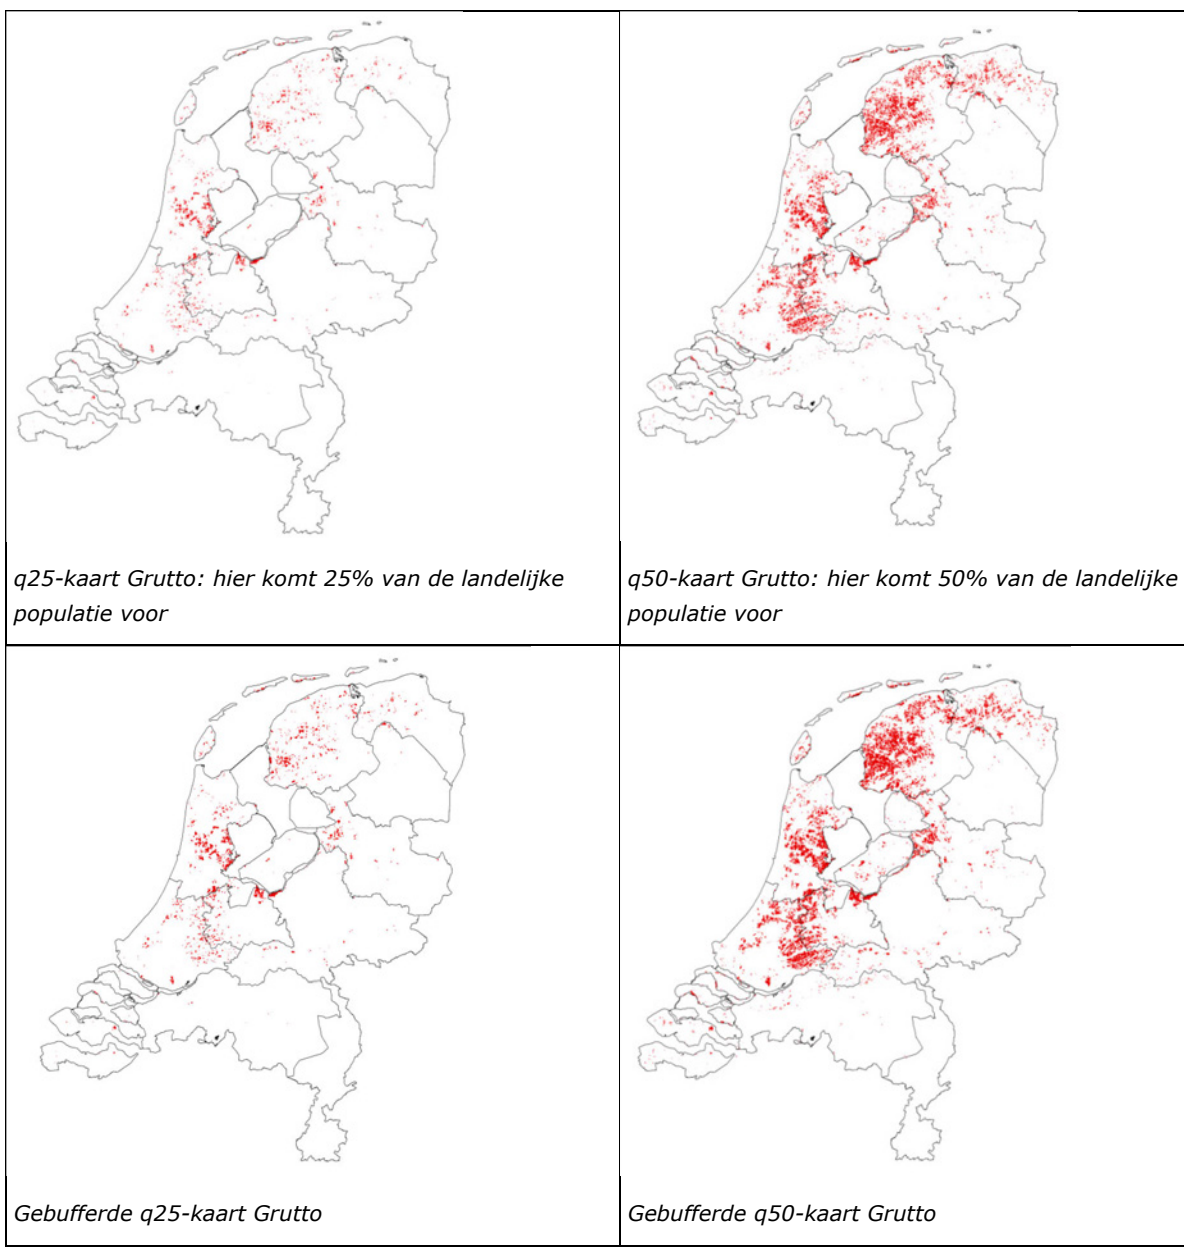 q25-kaart Grutto: hier komt 25% van de landelijke
populatie voor
q50-kaart Grutto: hier komt 50% van de landelijke
populatie voor
Gebufferde q25-kaart Grutto
Gebufferde q50-kaart Grutto